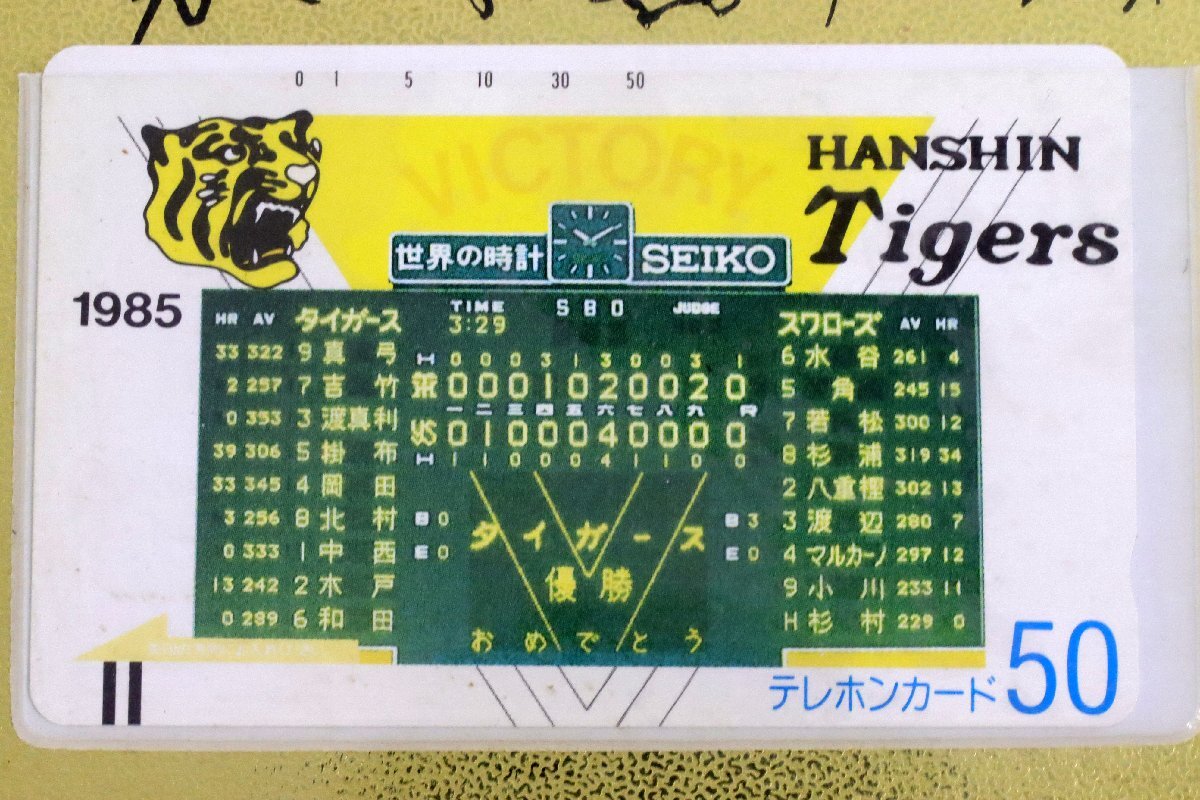 0 1 5 10 30 50
VICTORY
HANSHIN
Tigers
世界の時計 SEIKO
1985
HR AV タイガース
33 322 9 真弓
2 257 7 吉竹
0 353 3 渡真利
39 306 5 掛布
33 345 4 岡田
3 256 8 北村
0 333 1 中西
13 242 2 木戸
0 239 6 和田
TIME S B O JUDGE
3:29
H 0 0 0 3 1 3 0 0 3 1
0 0 0 1 0 2 0 0 2 0
一 二 三 四 五 六 七 八 九 R
YS 0 1 0 0 0 4 0 0 0 0
H 1 1 0 0 0 4 1 1 0 0
B 0
E 0
B 3
E 0
タイガース
優勝
おめでとう
スワローズ AV HR
6 水谷 261 4
5 角 245 15
7 若松 300 12
8 杉浦 319 34
2 八重樫 302 13
3 渡辺 280 7
4 マルカーノ 297 12
9 小川 233 11
H 杉村 229 0
テレホンカード50